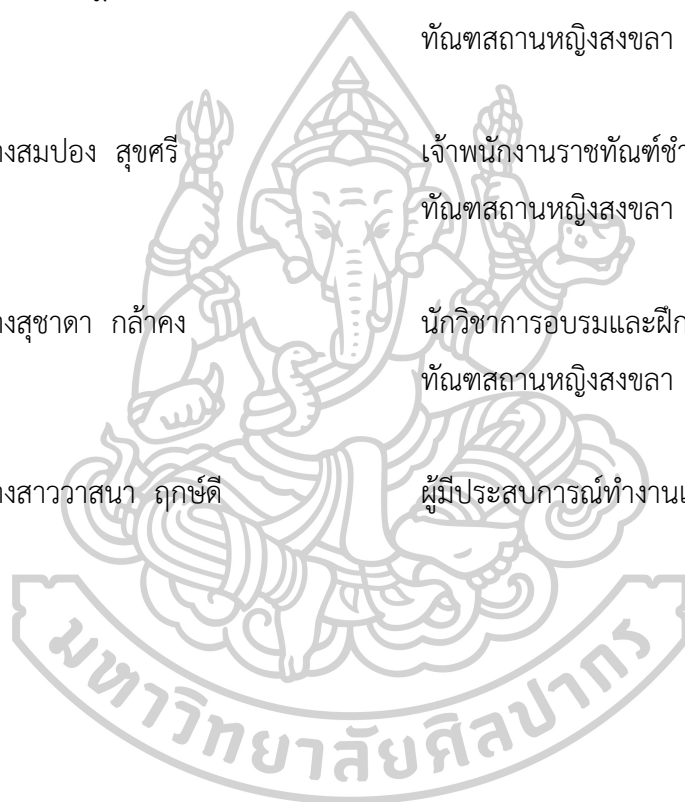 ทัณฑสถานหญิงสงขลา
างสมปอง สุขศรี เจ้าพนักงานราชทัณฑ์ชำ
ทัณฑสถานหญิงสงขลา
างสุชาดา กล้าคง นักวิชาการอบรมและฝึก
ทัณฑสถานหญิงสงขลา
างสาววาสนา ฤกษ์ดี ผู้มีประสบการณ์ทำงาน
มหาวิทยาลัยศิลปากร